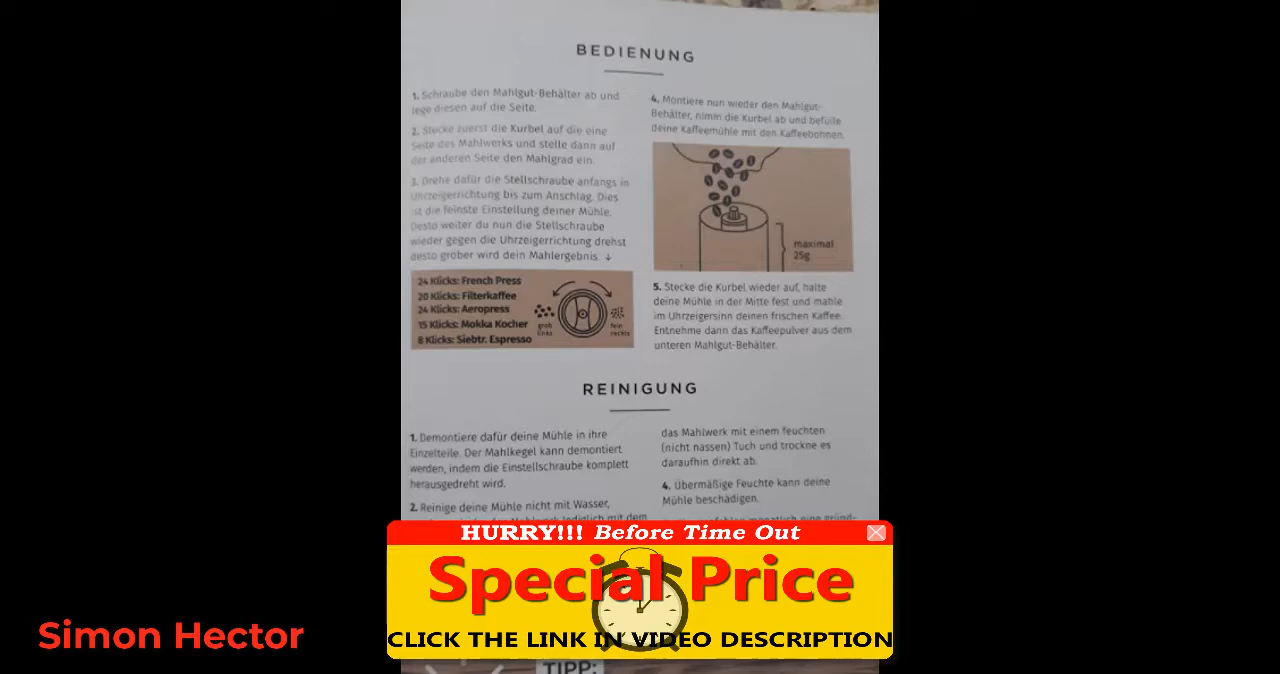 BEDIENUNG
1. Schraube den Mahlgut-Behälter ab und
lege diesen auf die Seite.
2. Stecke zuerst die Kurbel auf die eine
Seite des Mahlwerks und stelle dann auf
der anderen Seite den Mahlgrad ein.
3. Drehe dafür die Stellschraube anfangs in
Uhrzeigerrichtung bis zum Anschlag. Dies
ist die feinste Einstellung deiner Mühle.
Desto weiter du nun die Stellschraube
wieder gegen die Uhrzeigerrichtung drehst
desto gröber wird dein Mahlergebnis. ↓
24 Klicks: French Press
20 Klicks: Filterkaffee
24 Klicks: Aeropress
15 Klicks: Mokka Kocher
8 Klicks: Siebtr. Espresso
grob
links
fein
rechts
4. Montiere nun wieder den Mahlgut-
Behälter, nimm die Kurbel ab und befülle
deine Kaffeemühle mit den Kaffeebohnen.
maximal
25g
5. Stecke die Kurbel wieder auf, halte
deine Mühle in der Mitte fest und mahle
im Uhrzeigersinn deinen frischen Kaffee.
Entnehme dann das Kaffeepulver aus dem
unteren Mahlgut-Behälter.
REINIGUNG
1. Demontiere dafür deine Mühle in ihre
Einzelteile. Der Mahlkegel kann demontiert
werden, indem die Einstellschraube komplett
herausgedreht wird.
2. Reinige deine Mühle nicht mit Wasser,
das Mahlwerk mit einem feuchten
(nicht nassen) Tuch und trockne es
daraufhin direkt ab.
4. Übermäßige Feuchte kann deine
Mühle beschädigen.
HURRY!!! Before Time Out
Special Price
CLICK THE LINK IN VIDEO DESCRIPTION
Simon Hector
TIPP: